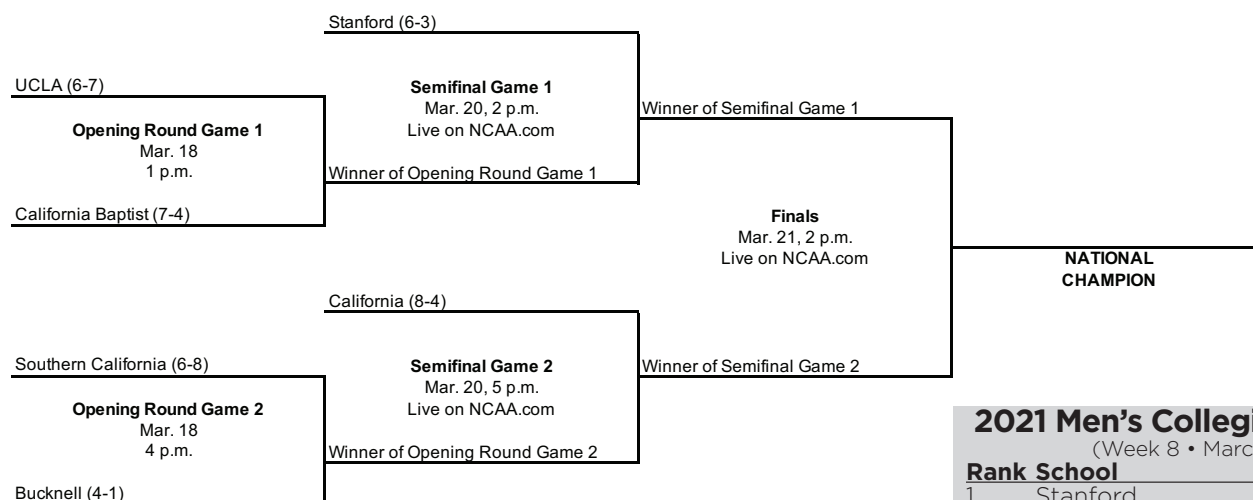 Stanford (6-3)
UCLA (6-7)
Semifinal Game 1
Mar. 20, 2 p.m.
Live on NCAA.com
Opening Round Game 1
Mar. 18
1 p.m.
Winner of Opening Round Game 1
California Baptist (7-4)
Winner of Semifinal Game 1
Finals
Mar. 21, 2 p.m.
Live on NCAA.com
NATIONAL
CHAMPION
California (8-4)
Southern California (6-8)
Semifinal Game 2
Mar. 20, 5 p.m.
Live on NCAA.com
Opening Round Game 2
Mar. 18
4 p.m.
Winner of Opening Round Game 2
Bucknell (4-1)
Winner of Semifinal Game 2
2021 Men's Collegi
(Week 8 • Marc
Rank School
1 Stanford